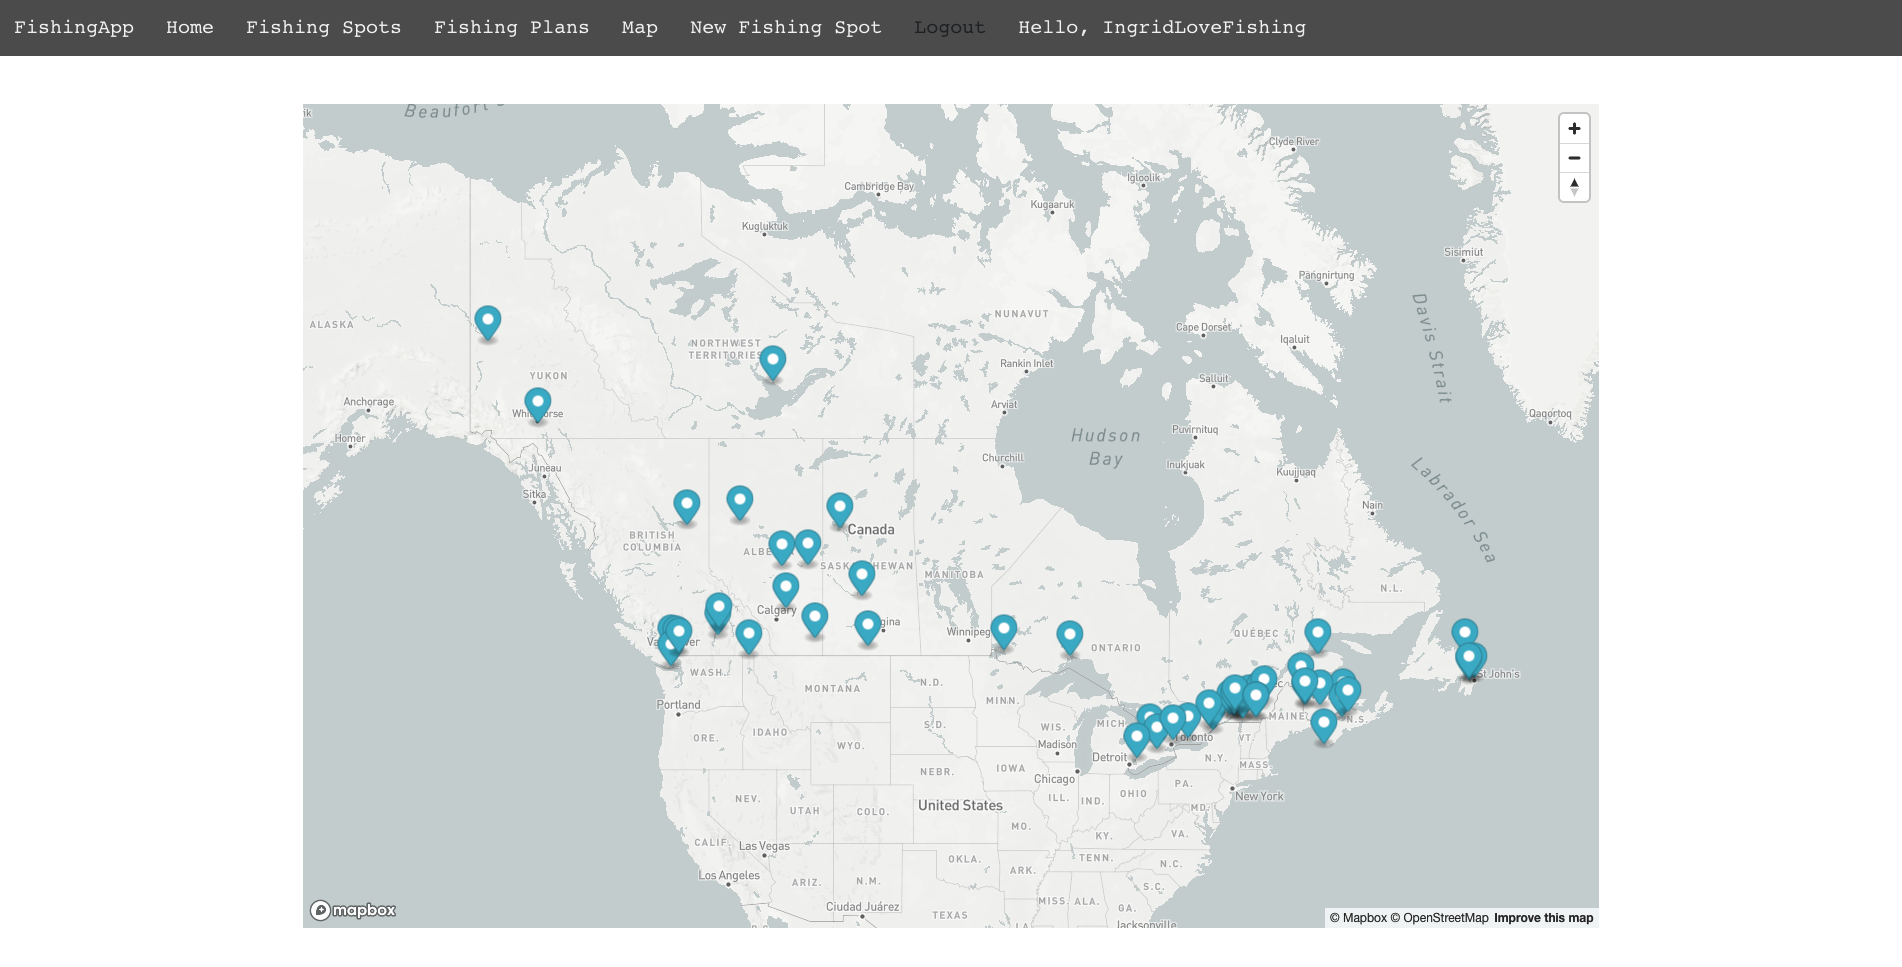 FishingApp Home Fishing Spots Fishing Plans Map New Fishing Spot Logout Hello, IngridLoveFishing
Beaufort
Clyde River
Igloolik
Cambridge Bay
Kugaaruk
Kugluktuk
Sisimiut
Pangnirtung
Davis Strait
NUNAVUT
ALASKA
Cape Dorset
Iqaluit
NORTHWEST
TERRITORIES
Rankin Inlet
YUKON
Salluit
Anchorage
Arviat
Qaqortoq
Homer
Puvirnituq
Hudson
Bay
Churchill
Inukjuak
Kuujjuaq
Labrador Sea
Juneau
Sitka
Nain
Canada
BRITISH
COLUMBIA
MANITOBA
N.L.
Calgary
Winnipeg
QUÉBEC
ONTARIO
WASH.
St John's
N.D.
MONTANA
MINN.
Portland
MAINE
N.S.
S.D.
MICH
WIS.
IDAHO
ORE.
WYO.
Madison
Toronto
VT.
Detroit
N.Y.
MASS.
NEBR.
IOWA
Chicago
PA.
NEV.
UTAH
COLO.
United States
ILL.
IND.
OHIO
New York
MD.
MO.
KY.
VA.
CALIF.
Las Vegas
OKLA.
TENN.
N.C.
ARK.
Los Angeles
ARIZ.
N.M.
S.C.
MISS.
ALA.
GA.
Ciudad Juárez
TEXAS
LA.
Jacksonville
mapbox
© Mapbox © OpenStreetMap Improve this map